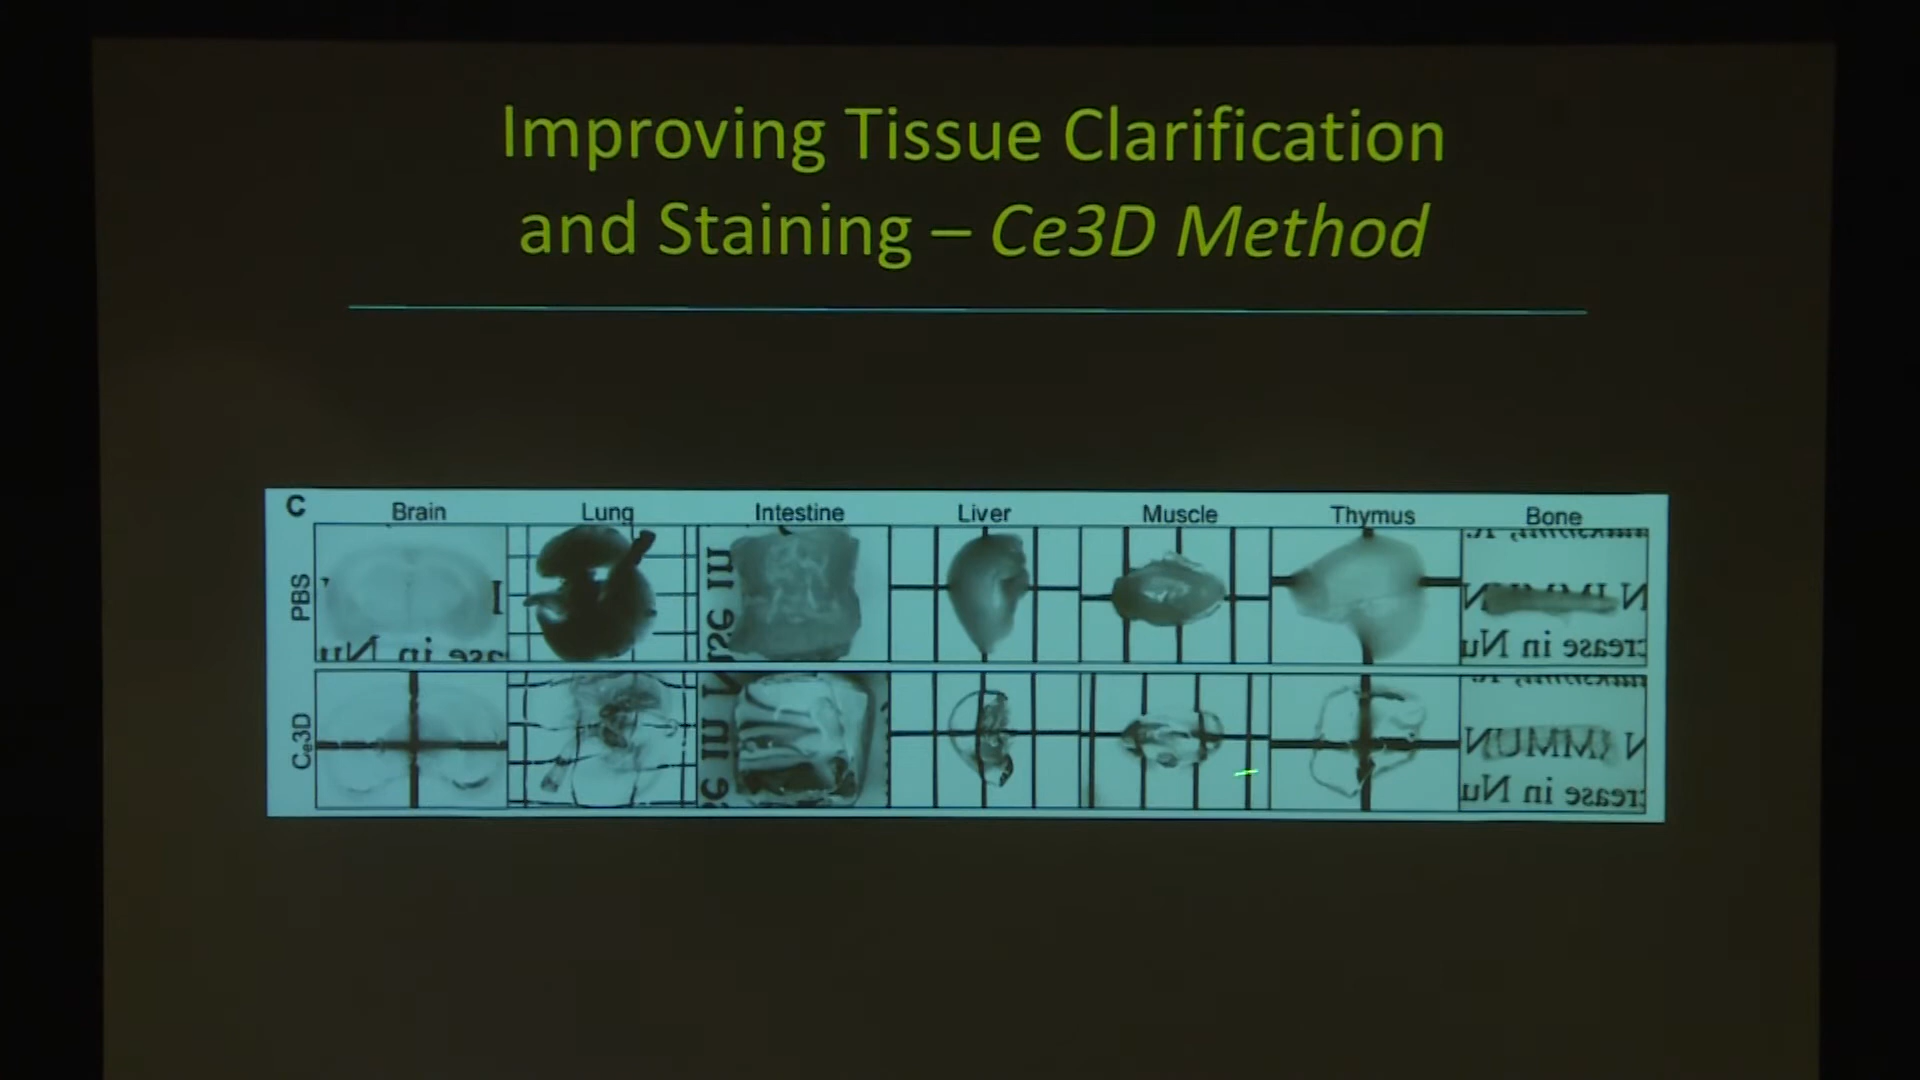 Improving Tissue Clarification
and Staining – Ce3D Method
C
Brain Lung Intestine Liver Muscle Thymus Bone
PBS
Ce3D